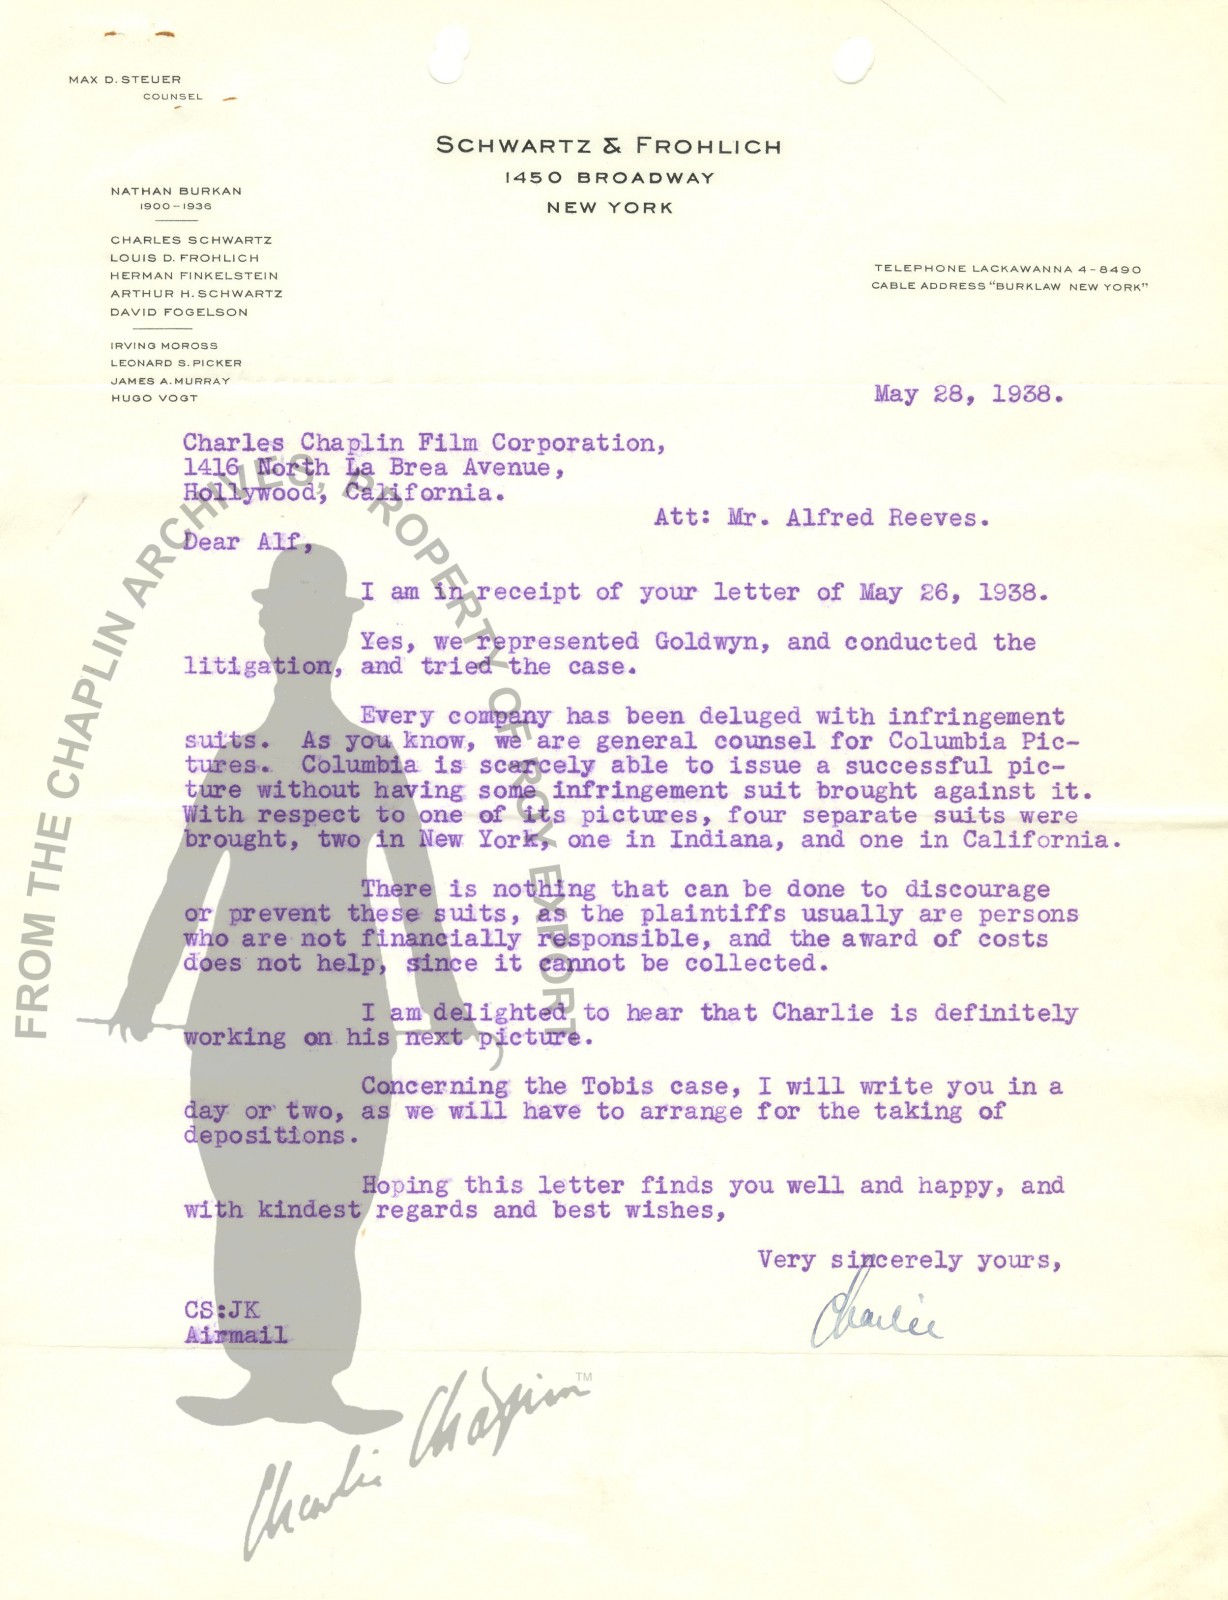 MAX D. STEUER
COUNSEL
SCHWARTZ & FROHLICH
1450 BROADWAY
NEW YORK
NATHAN BURKAN
1900-1936
CHARLES SCHWARTZ
LOUIS D. FROHLICH
HERMAN FINKELSTEIN
ARTHUR H. SCHWARTZ
DAVID FOGELSON
IRVING MOROSS
LEONARD S. PICKER
JAMES A. MURRAY
HUGO VOGT
TELEPHONE LACKAWANNA 4-8490
CABLE ADDRESS "BURKLAW NEW YORK"
May 28, 1938.
Charles Chaplin Film Corporation,
1416 North La Brea Avenue,
Hollywood, California.
Att: Mr. Alfred Reeves.
Dear Alf,
I am in receipt of your letter of May 26, 1938.
Yes, we represented Goldwyn, and conducted the
litigation, and tried the case.
Every company has been deluged with infringement
suits. As you know, we are general counsel for Columbia Pic-
tures. Columbia is scarcely able to issue a successful pic-
ture without having some infringement suit brought against it.
With respect to one of its pictures, four separate suits were
brought, two in New York, one in Indiana, and one in California.
There is nothing that can be done to discourage
or prevent these suits, as the plaintiffs usually are persons
who are not financially responsible, and the award of costs
does not help, since it cannot be collected.
I am delighted to hear that Charlie is definitely
working on his next picture.
Concerning the Tobis case, I will write you in a
day or two, as we will have to arrange for the taking of
depositions.
Hoping this letter finds you well and happy, and
with kindest regards and best wishes,
Very sincerely yours,
Charlie
CS:JK
Airmail
FROM THE CHAPLIN ARCHIVES, PROPERTY OF ROY EXPORT
Charlie Chaplin TM